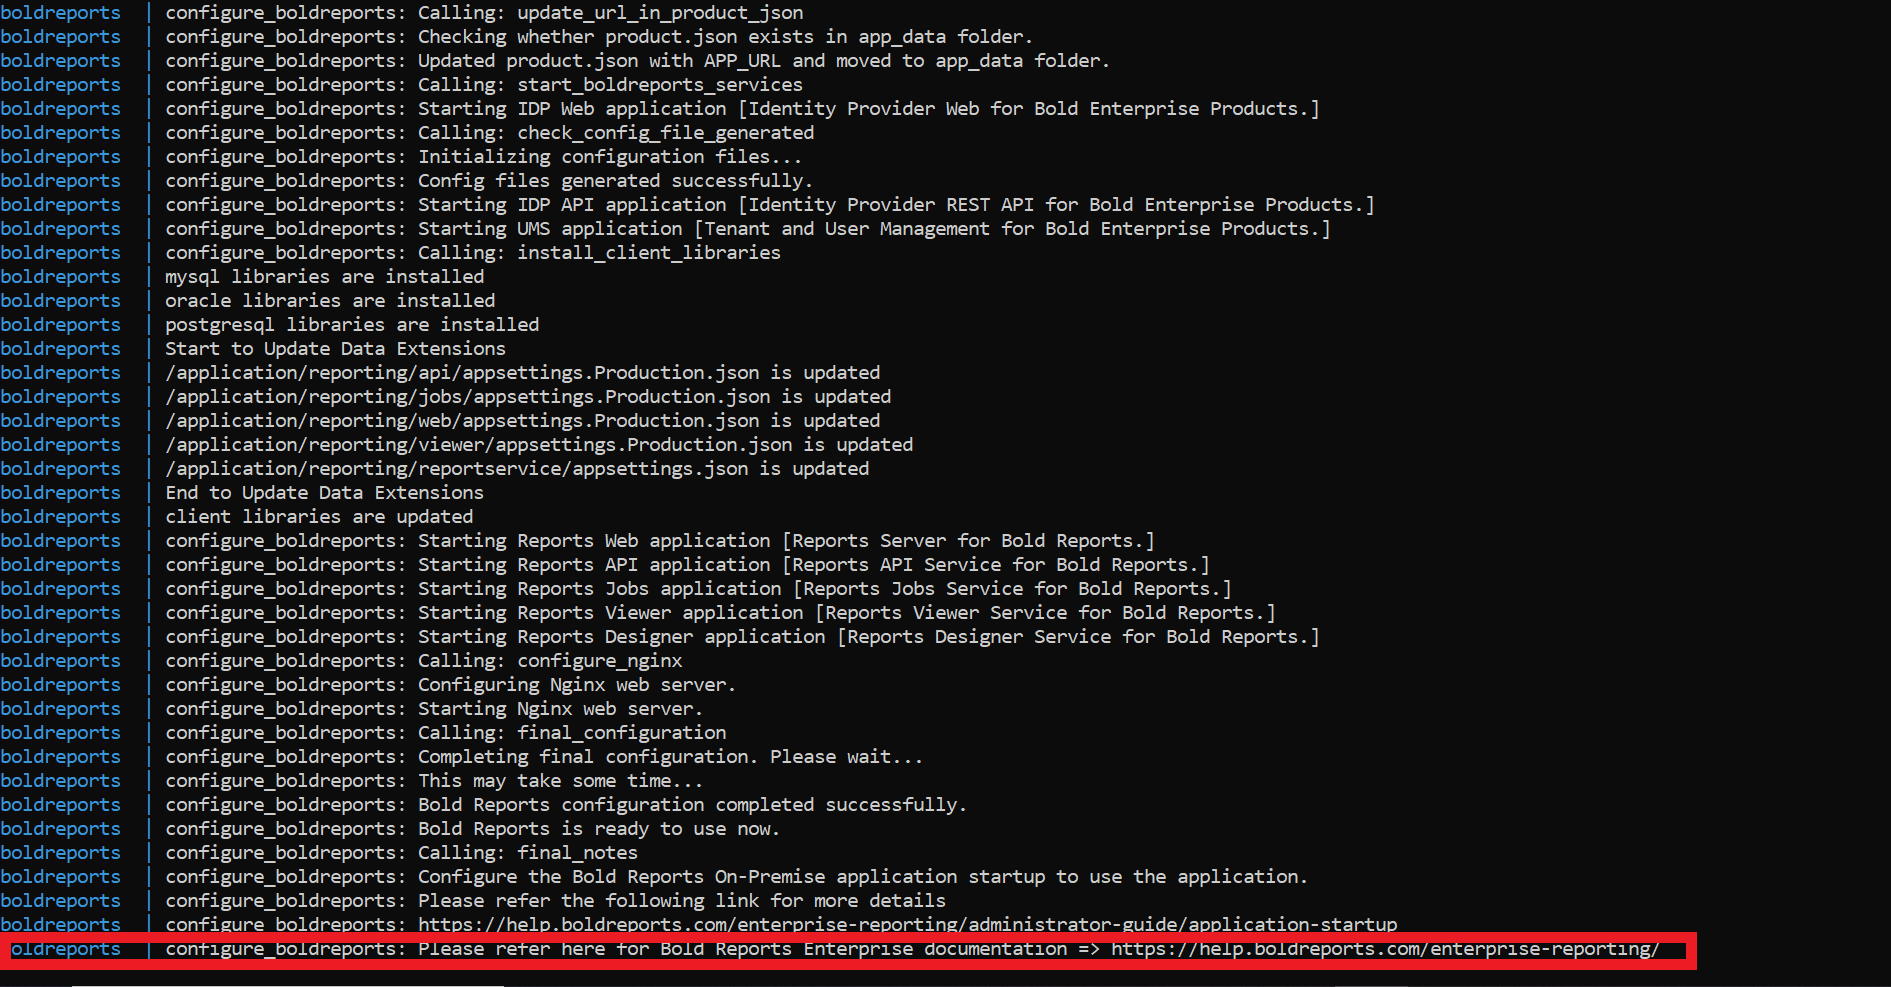 boldreports | configure_boldreports: Calling: update_url_in_product_json
boldreports | configure_boldreports: Checking whether product.json exists in app_data folder.
boldreports | configure_boldreports: Updated product.json with APP_URL and moved to app_data folder.
boldreports | configure_boldreports: Calling: start_boldreports_services
boldreports | configure_boldreports: Starting IDP Web application [Identity Provider Web for Bold Enterprise Products.]
boldreports | configure_boldreports: Calling: check_config_file_generated
boldreports | configure_boldreports: Initializing configuration files...
boldreports | configure_boldreports: Config files generated successfully.
boldreports | configure_boldreports: Starting IDP API application [Identity Provider REST API for Bold Enterprise Products.]
boldreports | configure_boldreports: Starting UMS application [Tenant and User Management for Bold Enterprise Products.]
boldreports | configure_boldreports: Calling: install_client_libraries
boldreports | mysql libraries are installed
boldreports | oracle libraries are installed
boldreports | postgresql libraries are installed
boldreports | Start to Update Data Extensions
boldreports | /application/reporting/api/appsettings.Production.json is updated
boldreports | /application/reporting/jobs/appsettings.Production.json is updated
boldreports | /application/reporting/web/appsettings.Production.json is updated
boldreports | /application/reporting/viewer/appsettings.Production.json is updated
boldreports | /application/reporting/reportservice/appsettings.json is updated
boldreports | End to Update Data Extensions
boldreports | client libraries are updated
boldreports | configure_boldreports: Starting Reports Web application [Reports Server for Bold Reports.]
boldreports | configure_boldreports: Starting Reports API application [Reports API Service for Bold Reports.]
boldreports | configure_boldreports: Starting Reports Jobs application [Reports Jobs Service for Bold Reports.]
boldreports | configure_boldreports: Starting Reports Viewer application [Reports Viewer Service for Bold Reports.]
boldreports | configure_boldreports: Starting Reports Designer application [Reports Designer Service for Bold Reports.]
boldreports | configure_boldreports: Calling: configure_nginx
boldreports | configure_boldreports: Configuring Nginx web server.
boldreports | configure_boldreports: Starting Nginx web server.
boldreports | configure_boldreports: Calling: final_configuration
boldreports | configure_boldreports: Completing final configuration. Please wait...
boldreports | configure_boldreports: This may take some time...
boldreports | configure_boldreports: Bold Reports configuration completed successfully.
boldreports | configure_boldreports: Bold Reports is ready to use now.
boldreports | configure_boldreports: Calling: final_notes
boldreports | configure_boldreports: Configure the Bold Reports On-Premise application startup to use the application.
boldreports | configure_boldreports: Please refer the following link for more details
boldreports | configure_boldreports: https://help.boldreports.com/enterprise-reporting/administrator-guide/application-startup
boldreports | configure_boldreports: Please refer here for Bold Reports Enterprise documentation => https://help.boldreports.com/enterprise-reporting/